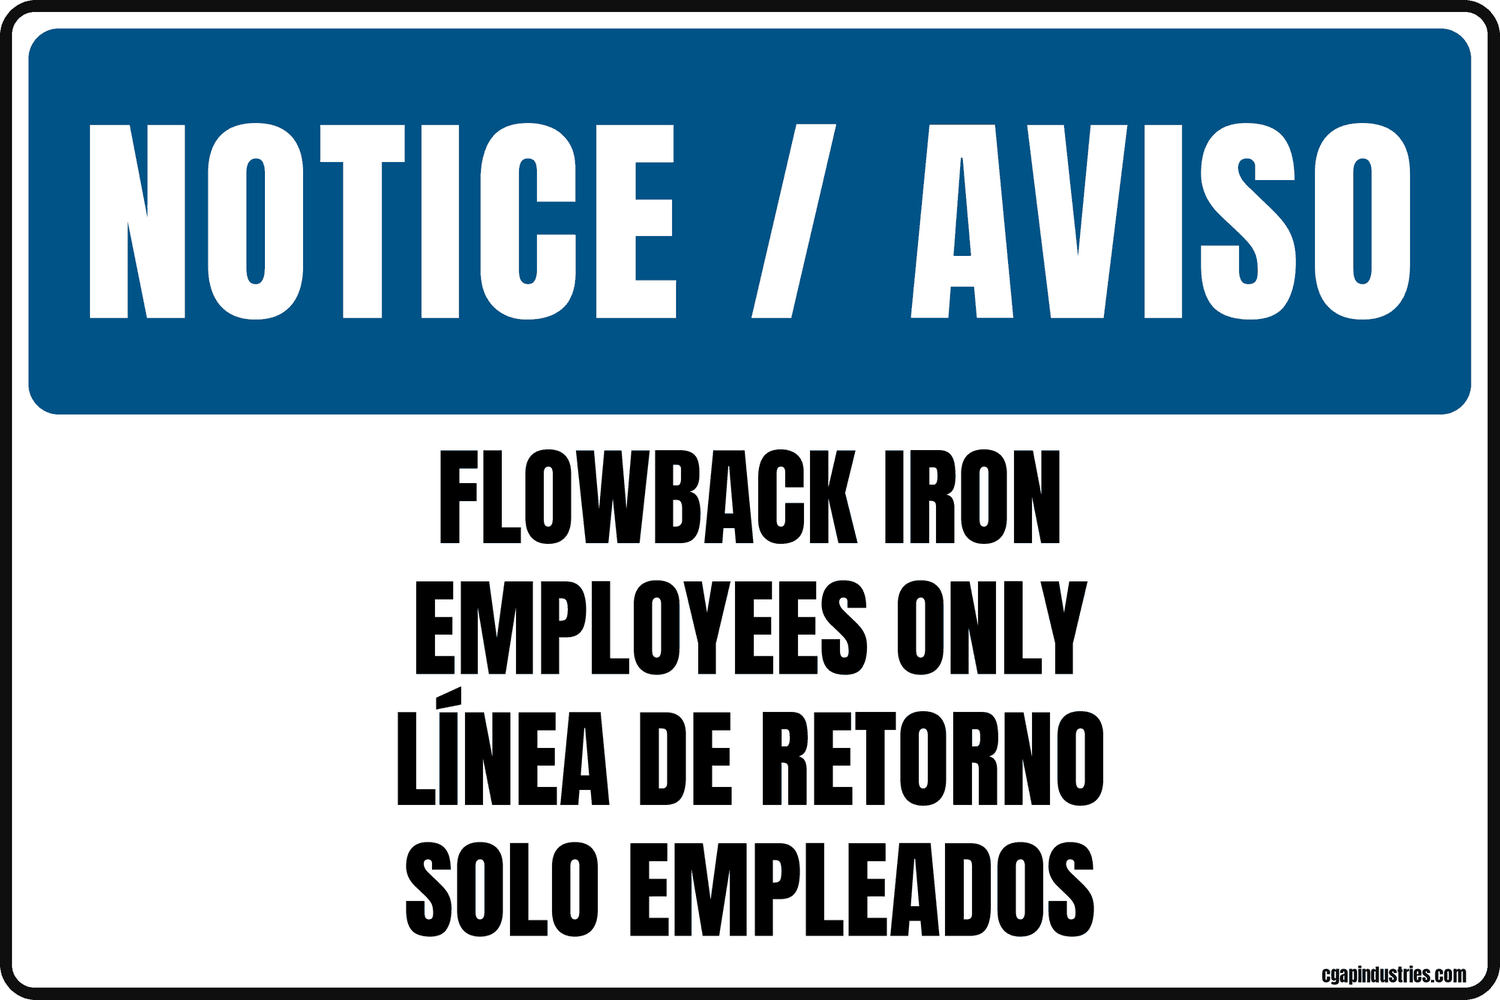 NOTICE / AVISO
FLOWBACK IRON
EMPLOYEES ONLY
LÍNEA DE RETORNO
SOLO EMPLEADOS
cgapindustries.com